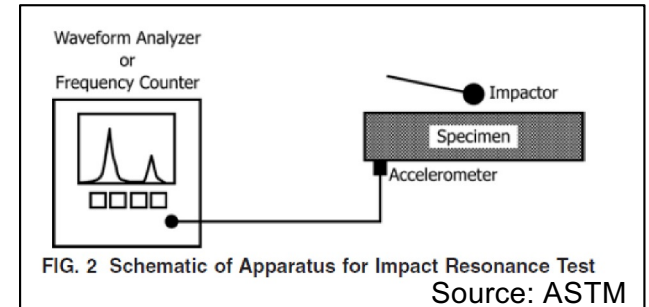 Waveform Analyzer
or
Frequency Counter
Impactor
Specimen
Accelerometer
FIG. 2 Schematic of Apparatus for Impact Resonance Test
Source: ASTM